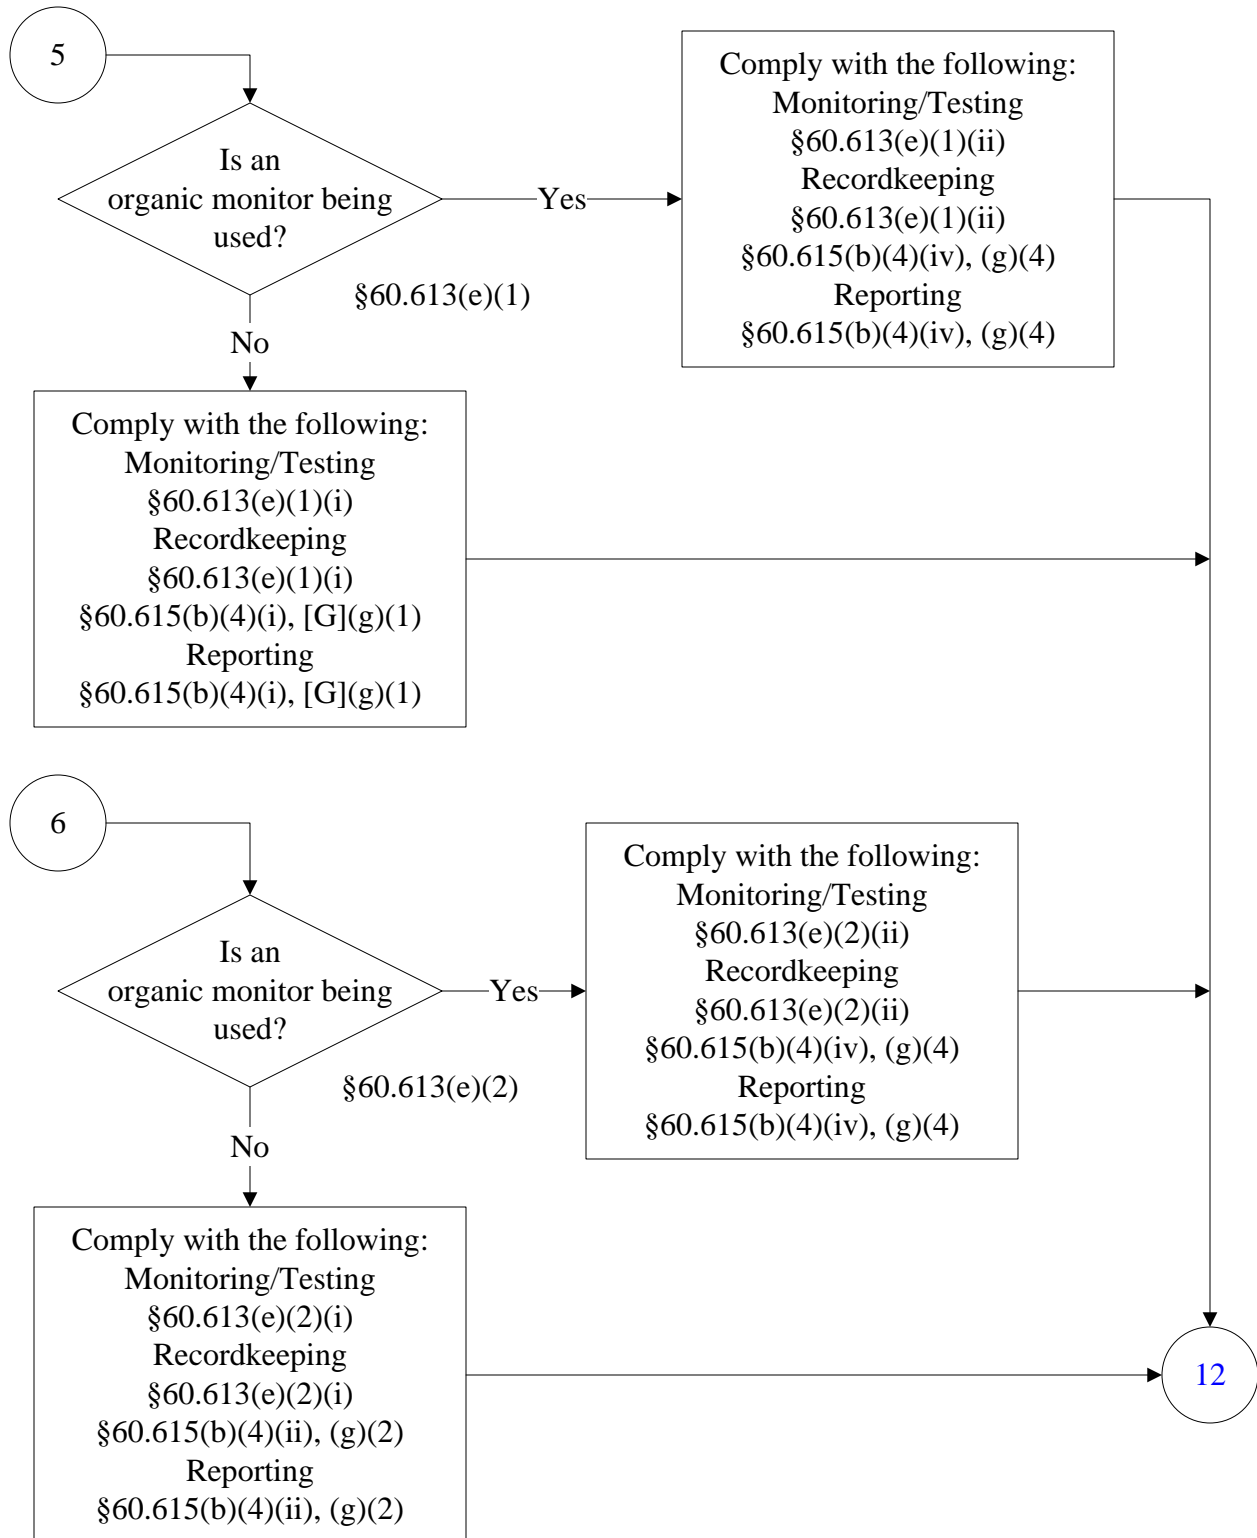 5
Is an
organic monitor being
used?
§60.613(e)(1)
Yes
Comply with the following:
Monitoring/Testing
§60.613(e)(1)(ii)
Recordkeeping
§60.613(e)(1)(ii)
§60.615(b)(4)(iv), (g)(4)
Reporting
§60.615(b)(4)(iv), (g)(4)
No
Comply with the following:
Monitoring/Testing
§60.613(e)(1)(i)
Recordkeeping
§60.613(e)(1)(i)
§60.615(b)(4)(i), [G](g)(1)
Reporting
§60.615(b)(4)(i), [G](g)(1)
6
Is an
organic monitor being
used?
§60.613(e)(2)
Yes
Comply with the following:
Monitoring/Testing
§60.613(e)(2)(ii)
Recordkeeping
§60.613(e)(2)(ii)
§60.615(b)(4)(iv), (g)(4)
Reporting
§60.615(b)(4)(iv), (g)(4)
No
Comply with the following:
Monitoring/Testing
§60.613(e)(2)(i)
Recordkeeping
§60.613(e)(2)(i)
§60.615(b)(4)(ii), (g)(2)
Reporting
§60.615(b)(4)(ii), (g)(2)
12